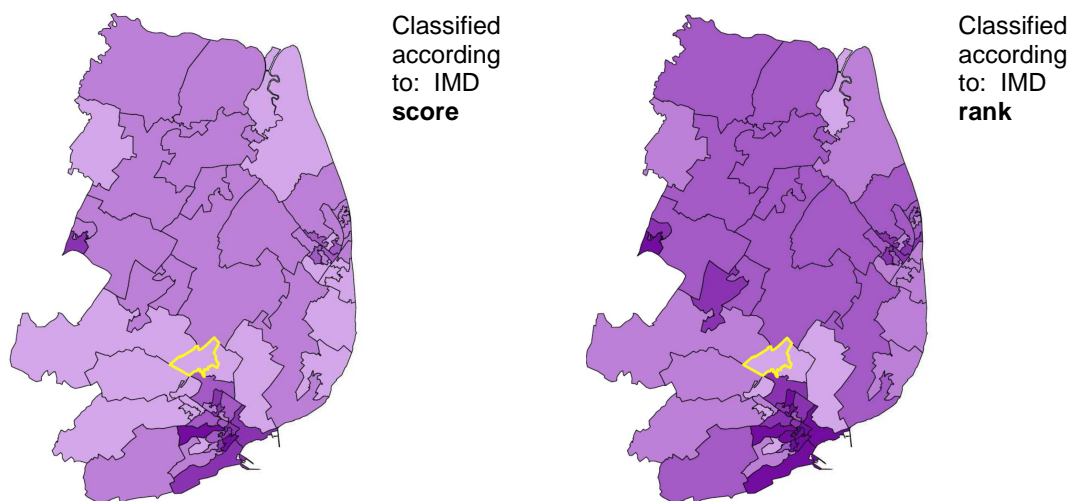 Classified
according
to: IMD
score
Classified
according
to: IMD
rank